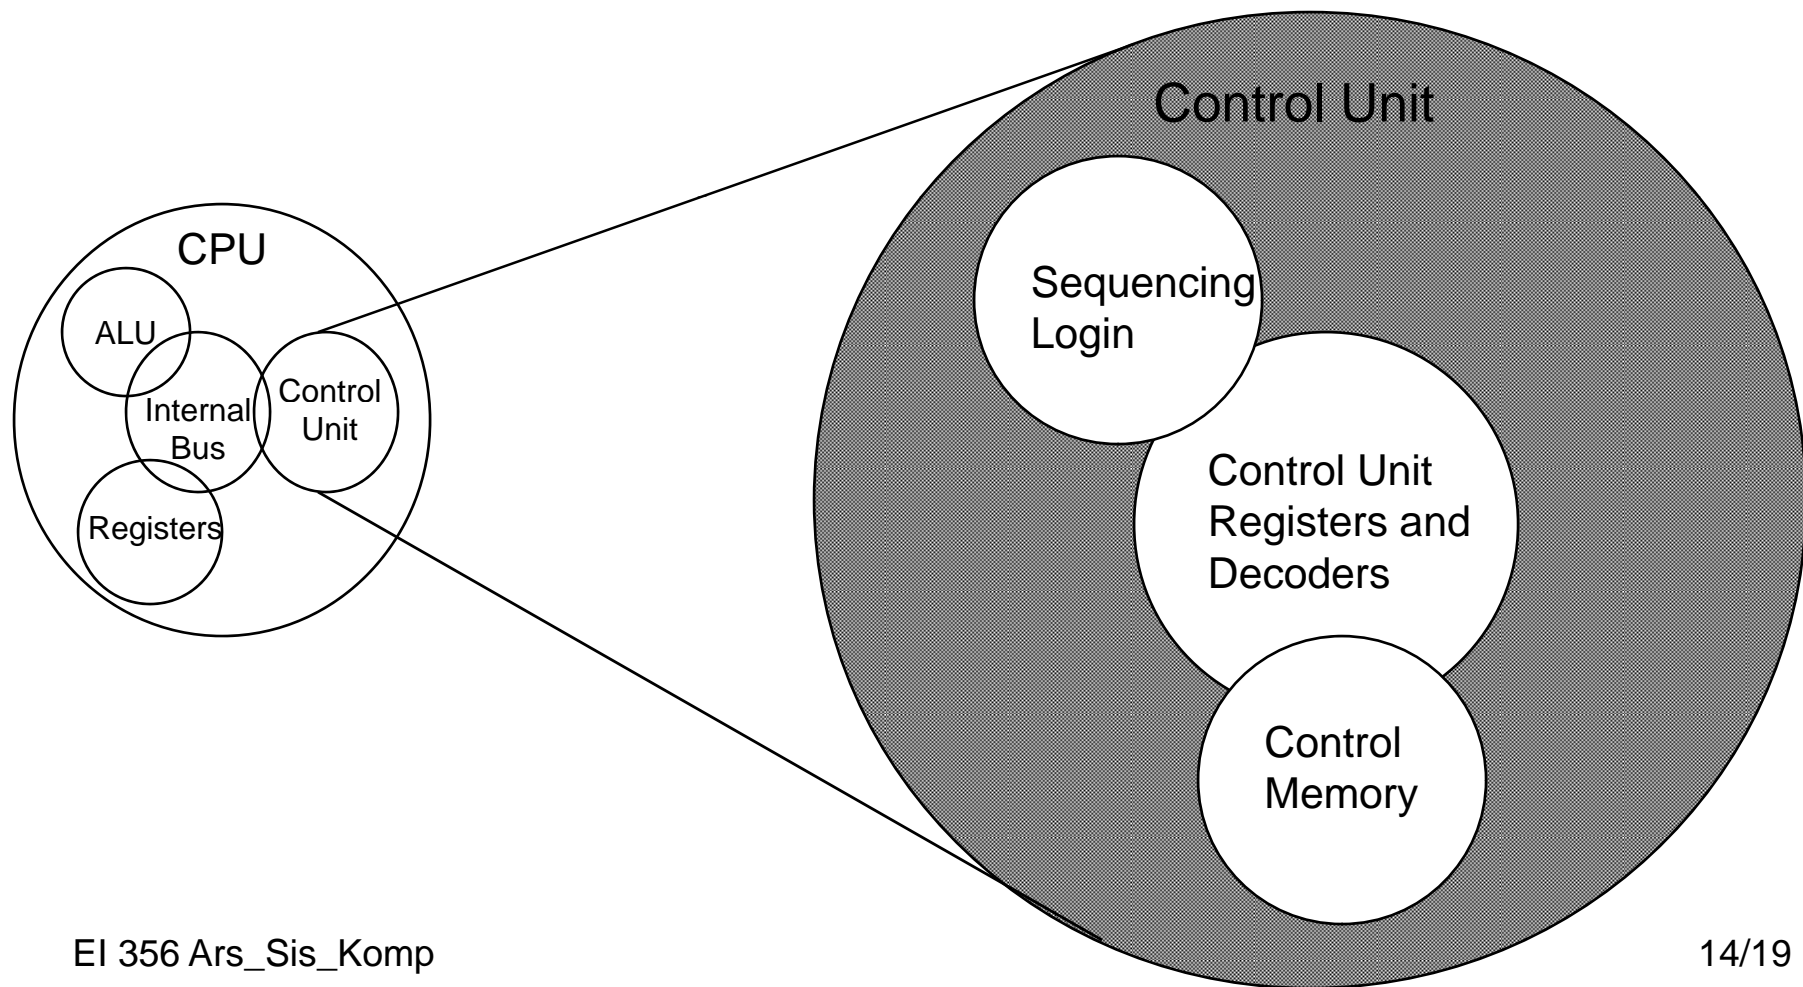 Control Unit
CPU
ALU
Internal
Bus
Control
Unit
Registers
Sequencing
Login
Control Unit
Registers and
Decoders
Control
Memory
EI 356 Ars_Sis_Komp
14/19